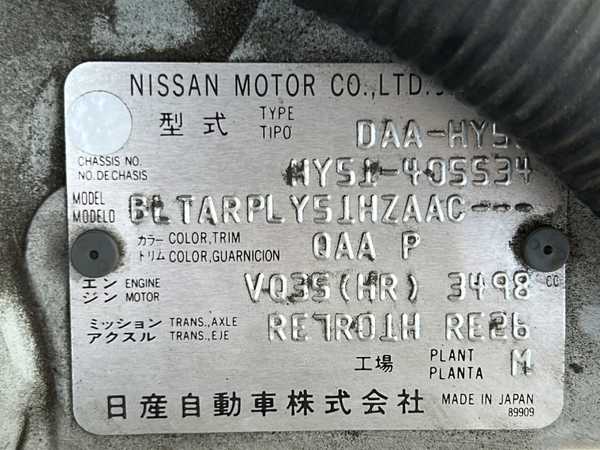 NISSAN MOTOR CO.,LTD.
型式 TYPE TIPO DAA-HY51
CHASSIS NO. NO.DE CHASIS HY51-405534
MODEL MODELO BLTARPLY51HZAAC---
カラー COLOR,TRIM トリム COLOR,GUARNICION QAA P
エンジン ENGINE MOTOR VQ35(HR) 3498 CC
ミッション TRANS.,AXLE アクスル TRANS.,EJE RE7R01H RE26
工場 PLANT PLANTA M
日産自動車株式会社 MADE IN JAPAN
89909